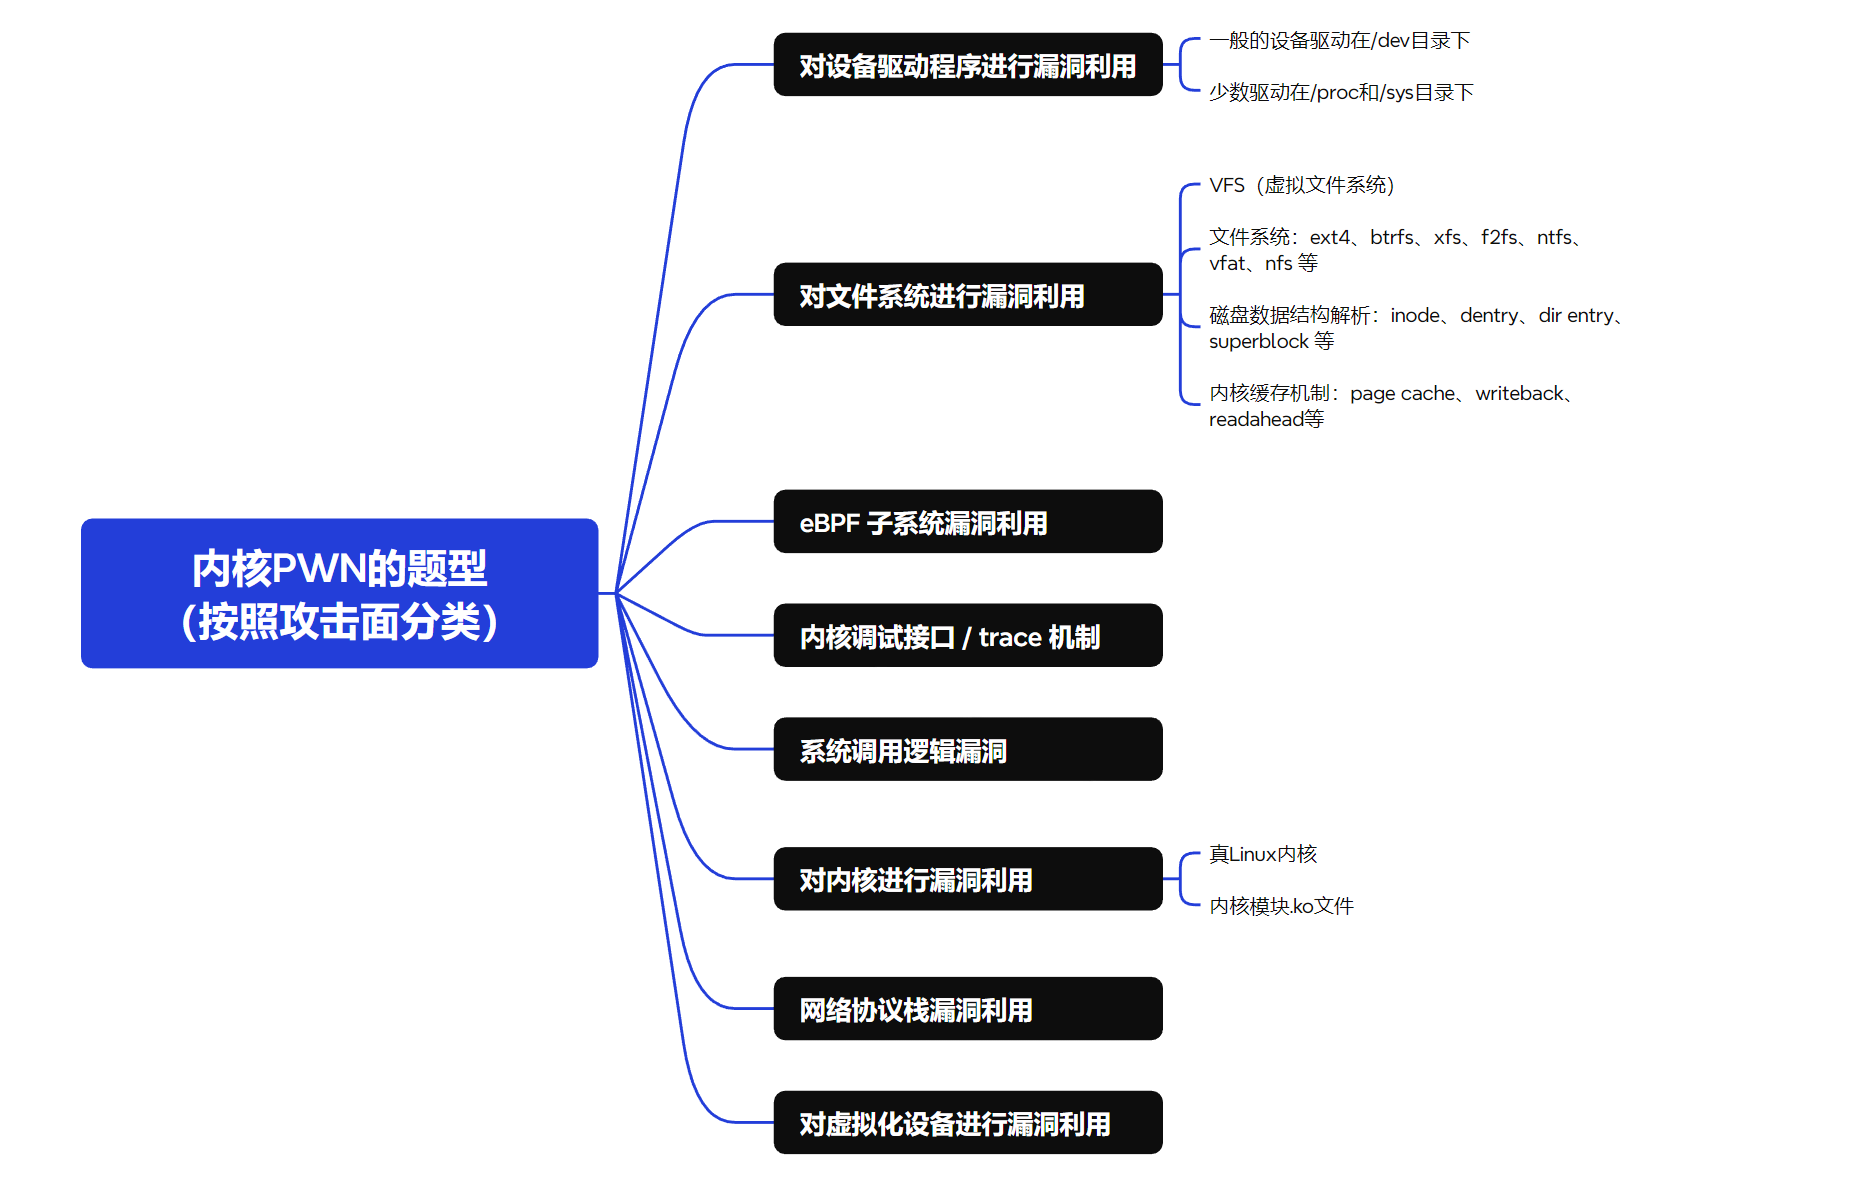 内核PWN的题型
（按照攻击面分类）
对设备驱动程序进行漏洞利用
一般的设备驱动在/dev目录下
少数驱动在/proc和/sys目录下
对文件系统进行漏洞利用
VFS（虚拟文件系统）
文件系统：ext4、btrfs、xfs、f2fs、ntfs、
vfat、nfs 等
磁盘数据结构解析：inode、dentry、dir entry、
superblock 等
内核缓存机制：page cache、writeback、
readahead等
eBPF 子系统漏洞利用
内核调试接口 / trace 机制
系统调用逻辑漏洞
对内核进行漏洞利用
真Linux内核
内核模块.ko文件
网络协议栈漏洞利用
对虚拟化设备进行漏洞利用